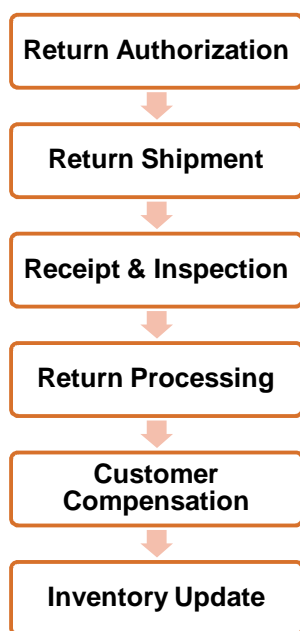 Return Authorization
Return Shipment
Receipt & Inspection
Return Processing
Customer
Compensation
Inventory Update